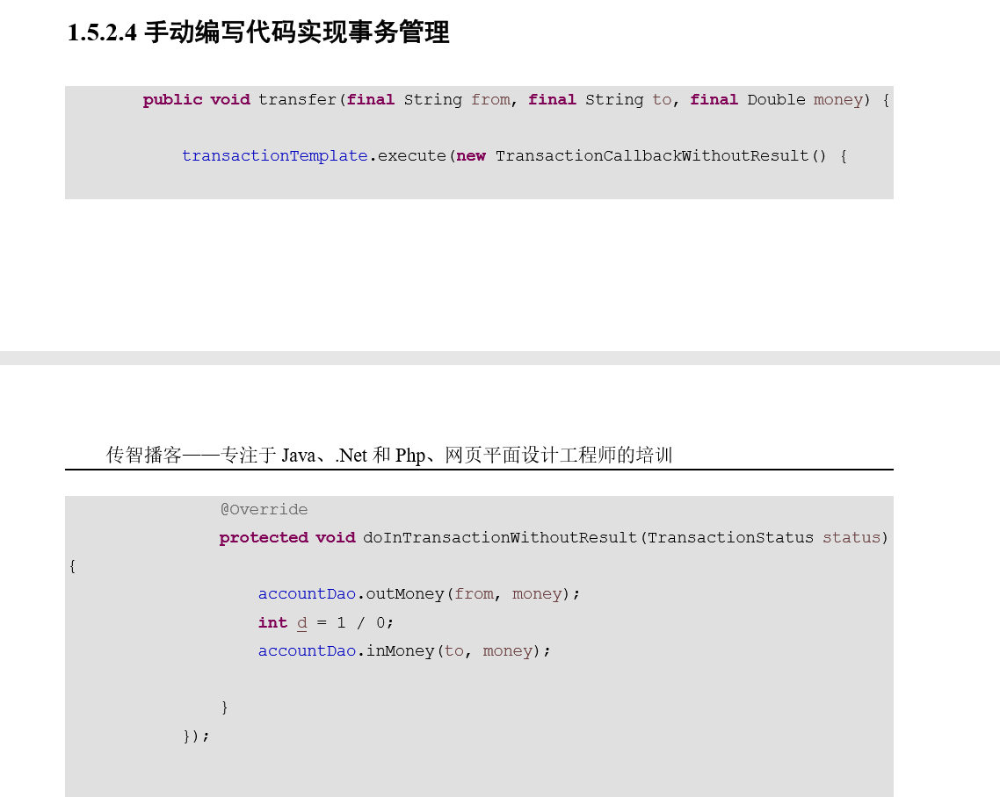 1.5.2.4 手动编写代码实现事务管理
public void transfer(final String from, final String to, final Double money) {
transactionTemplate.execute(new TransactionCallbackWithoutResult() {
传智播客——专注于 Java、.Net 和 Php、网页平面设计工程师的培训
@Override
protected void doInTransactionWithoutResult(TransactionStatus status)
{
accountDao.outMoney(from, money);
int d = 1 / 0;
accountDao.inMoney(to, money);
}
});